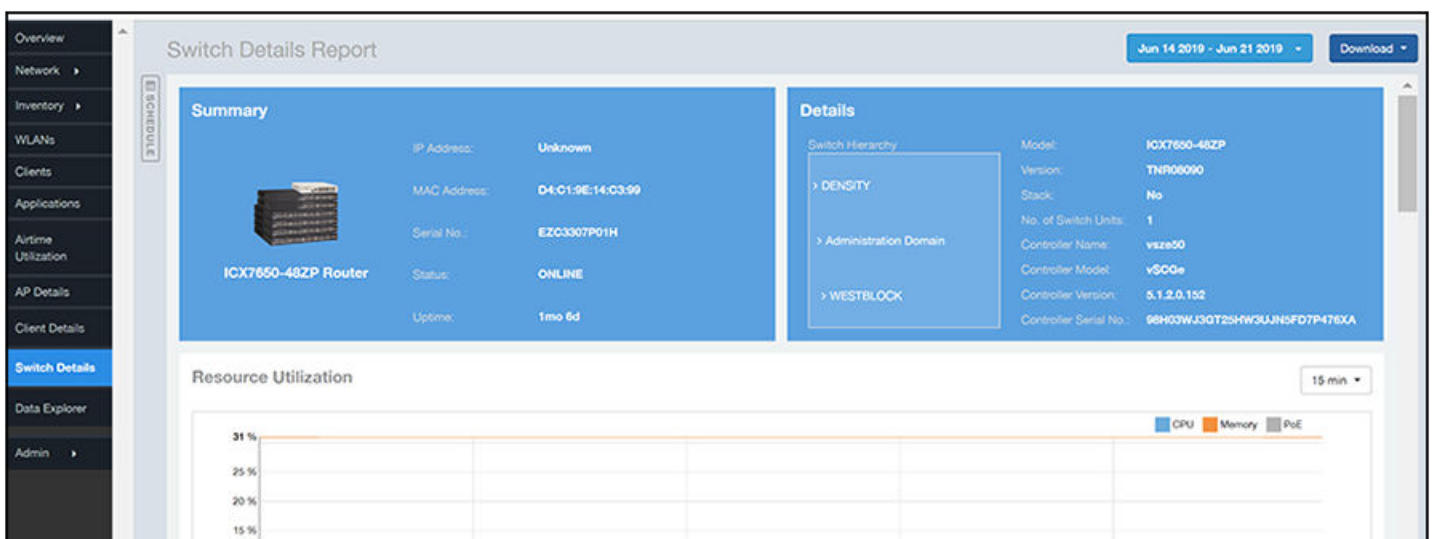 Overview
Network
Inventory
WLANs
Clients
Applications
Airtime
Utilization
AP Details
Client Details
Switch Details
Data Explorer
Admin
SCHEDULE
Switch Details Report
Jun 14 2019 - Jun 21 2019
Download
Summary
ICX7650-48ZP Router
IP Address: Unknown
MAC Address: D4:C1:9E:14:C3:99
Serial No.: EZC3307P01H
Status: ONLINE
Uptime: 1mo 6d
Details
Switch Hierarchy
> DENSITY
> Administration Domain
> WESTBLOCK
Model: ICX7650-48ZP
Version: TNR08090
Stack: No
No. of Switch Units: 1
Controller Name: vsze50
Controller Model: vSCGe
Controller Version: 5.1.2.0.152
Controller Serial No.: 98H03WJ3GT25HW3UJN5FD7P476XA
Resource Utilization
15 min
CPU Memory PoE
31 %
25 %
20 %
15 %